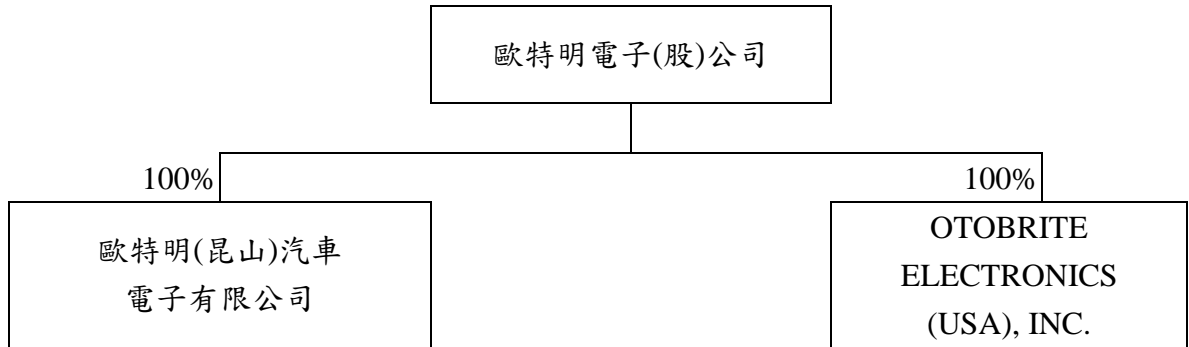 歐特明電子(股)公司
100%
100%
歐特明(昆山)汽車
電子有限公司
OTOBRITE
ELECTRONICS
(USA), INC.